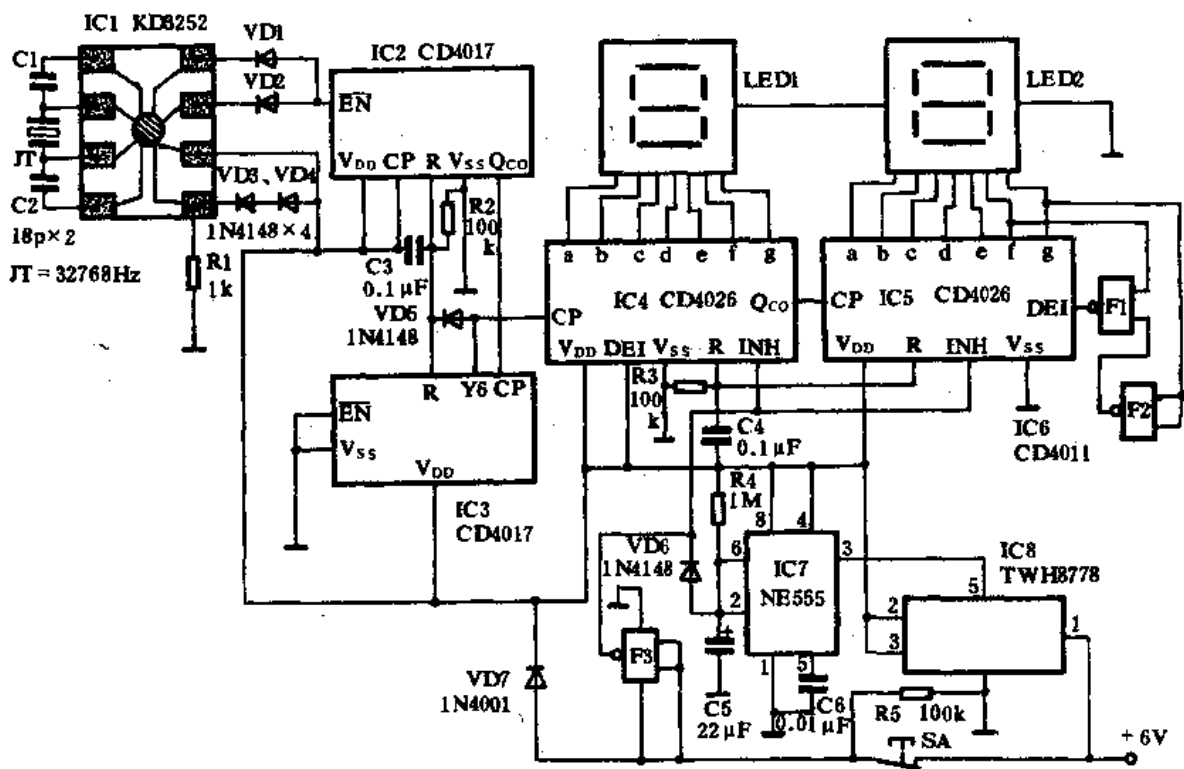 IC1 KD8252
VD1
C1
VD2
IC2 CD4017
EN
VDD CP R VSS QCO
JT
C2
VD3、VD4
1N4148×4
18p×2
JT=32768Hz
R1
1k
R2
100
k
C3
0.1μF
VD5
1N4148
R Y6 CP
EN
VSS
VDD
IC3
CD4017
LED1
LED2
a b c d e f g
IC4 CD4026
CP
QCO
VDD DEI VSS R INH
a b c d e f g
CP
IC5 CD4026
DEI
VDD R INH VSS
F1
F2
IC6
CD4011
R3
100
k
C4
0.1μF
R4
1M
VD6
1N4148
8 4
6
IC7
NE555
3
2
1 5
IC8
TWH8778
5
2
3
1
F3
C5
22μF
C6
0.01μF
VD7
1N4001
R5 100k
SA
+6V